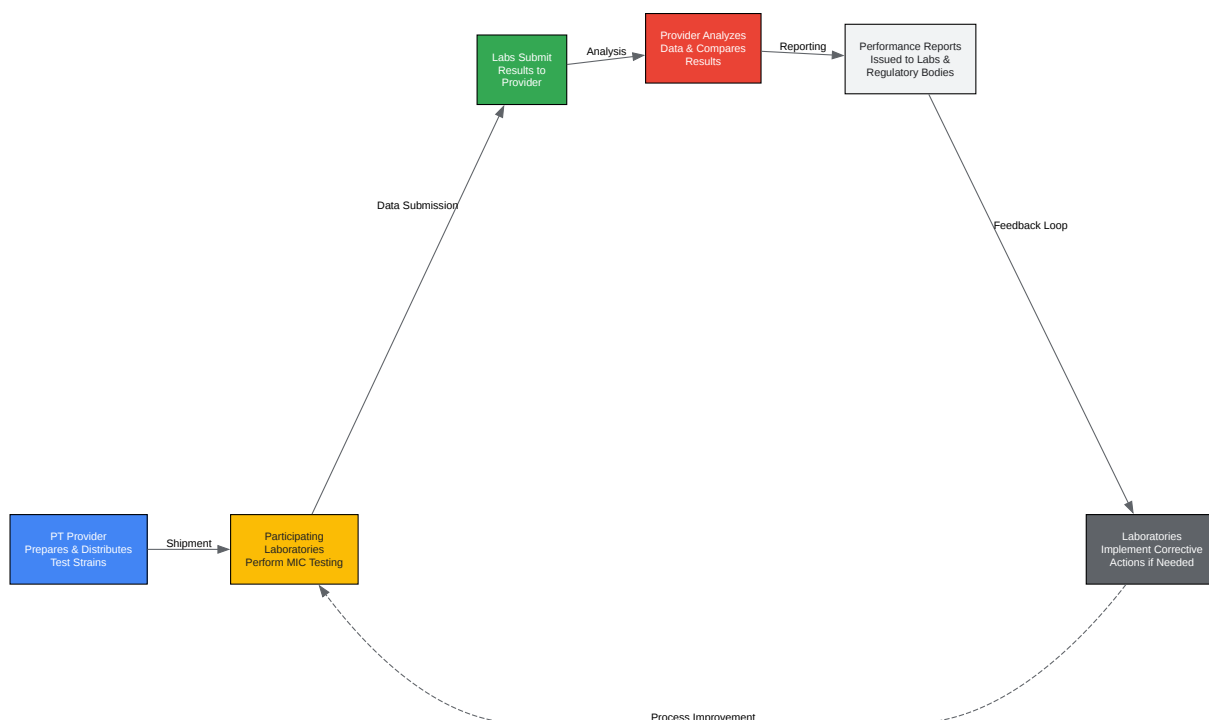 PT Provider
Prepares & Distributes
Test Strains
Shipment
Participating
Laboratories
Perform MIC Testing
Data Submission
Labs Submit
Results to
Provider
Analysis
Provider Analyzes
Data & Compares
Results
Reporting
Performance Reports
Issued to Labs &
Regulatory Bodies
Feedback Loop
Laboratories
Implement Corrective
Actions if Needed
Process Improvement